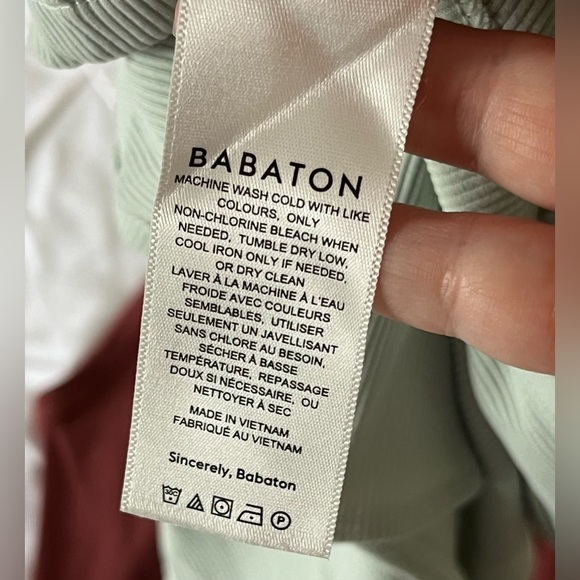 BABATON
MACHINE WASH COLD WITH LIKE
COLOURS, ONLY
NON-CHLORINE BLEACH WHEN
NEEDED, TUMBLE DRY LOW,
COOL IRON ONLY IF NEEDED,
OR DRY CLEAN
LAVER À LA MACHINE À L'EAU
FROIDE AVEC COULEURS
SEMBLABLES, UTILISER
SEULEMENT UN JAVELLISANT
SANS CHLORE AU BESOIN,
SÉCHER À BASSE
TEMPÉRATURE, REPASSAGE
DOUX SI NÉCESSAIRE, OU
NETTOYER À SEC
MADE IN VIETNAM
FABRIQUÉ AU VIETNAM
Sincerely, Babaton
30° P